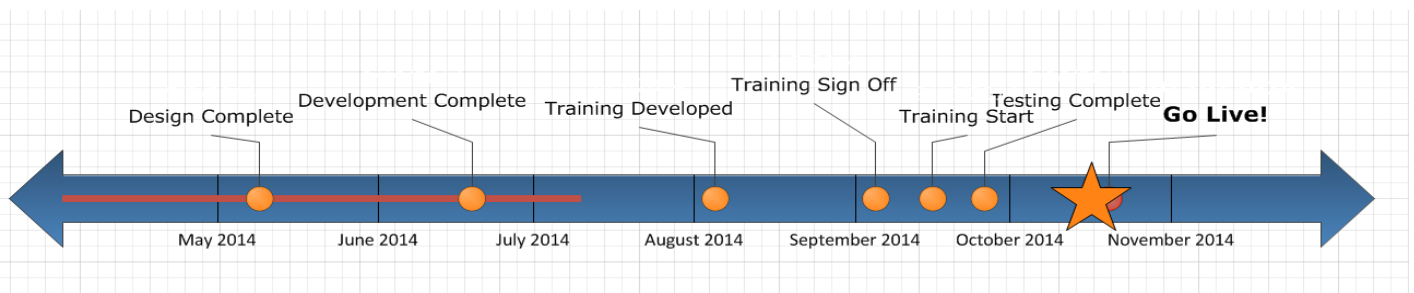 Design Complete
Development Complete
Training Developed
Training Sign Off
Training Start
Testing Complete
Go Live!
May 2014
June 2014
July 2014
August 2014
September 2014
October 2014
November 2014